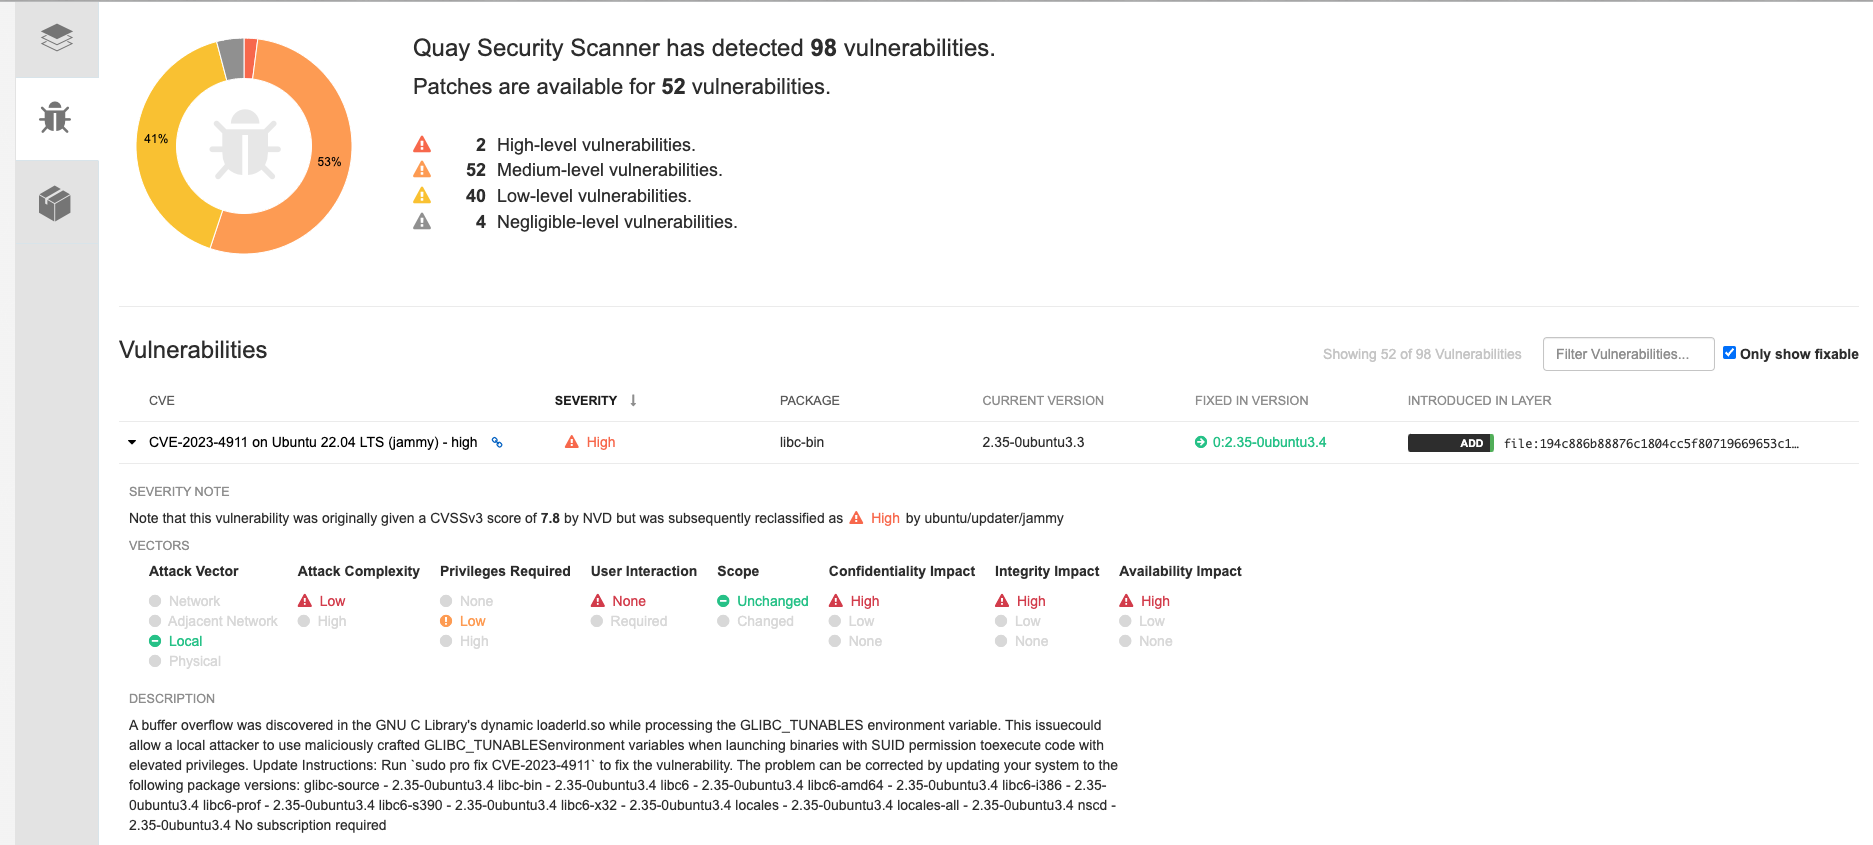 Quay Security Scanner has detected 98 vulnerabilities.
Patches are available for 52 vulnerabilities.
41%
53%
2 High-level vulnerabilities.
52 Medium-level vulnerabilities.
40 Low-level vulnerabilities.
4 Negligible-level vulnerabilities.
Vulnerabilities
Showing 52 of 98 Vulnerabilities
Filter Vulnerabilities...
Only show fixable
CVE SEVERITY ↓ PACKAGE CURRENT VERSION FIXED IN VERSION INTRODUCED IN LAYER
CVE-2023-4911 on Ubuntu 22.04 LTS (jammy) - high High libc-bin 2.35-0ubuntu3.3 0:2.35-0ubuntu3.4 ADD file:194c886b88876c1804cc5f80719669653c1…
SEVERITY NOTE
Note that this vulnerability was originally given a CVSSv3 score of 7.8 by NVD but was subsequently reclassified as High by ubuntu/updater/jammy
VECTORS
Attack Vector Attack Complexity Privileges Required User Interaction Scope Confidentiality Impact Integrity Impact Availability Impact
Network Low None None Unchanged High High High
Adjacent Network High Low Required Changed Low Low Low
Local High None None None
Physical
DESCRIPTION
A buffer overflow was discovered in the GNU C Library's dynamic loaderld.so while processing the GLIBC_TUNABLES environment variable. This issuecould
allow a local attacker to use maliciously crafted GLIBC_TUNABLESenvironment variables when launching binaries with SUID permission toexecute code with
elevated privileges. Update Instructions: Run `sudo pro fix CVE-2023-4911` to fix the vulnerability. The problem can be corrected by updating your system to the
following package versions: glibc-source - 2.35-0ubuntu3.4 libc-bin - 2.35-0ubuntu3.4 libc6 - 2.35-0ubuntu3.4 libc6-amd64 - 2.35-0ubuntu3.4 libc6-i386 - 2.35-
0ubuntu3.4 libc6-prof - 2.35-0ubuntu3.4 libc6-s390 - 2.35-0ubuntu3.4 libc6-x32 - 2.35-0ubuntu3.4 locales - 2.35-0ubuntu3.4 locales-all - 2.35-0ubuntu3.4 nscd -
2.35-0ubuntu3.4 No subscription required